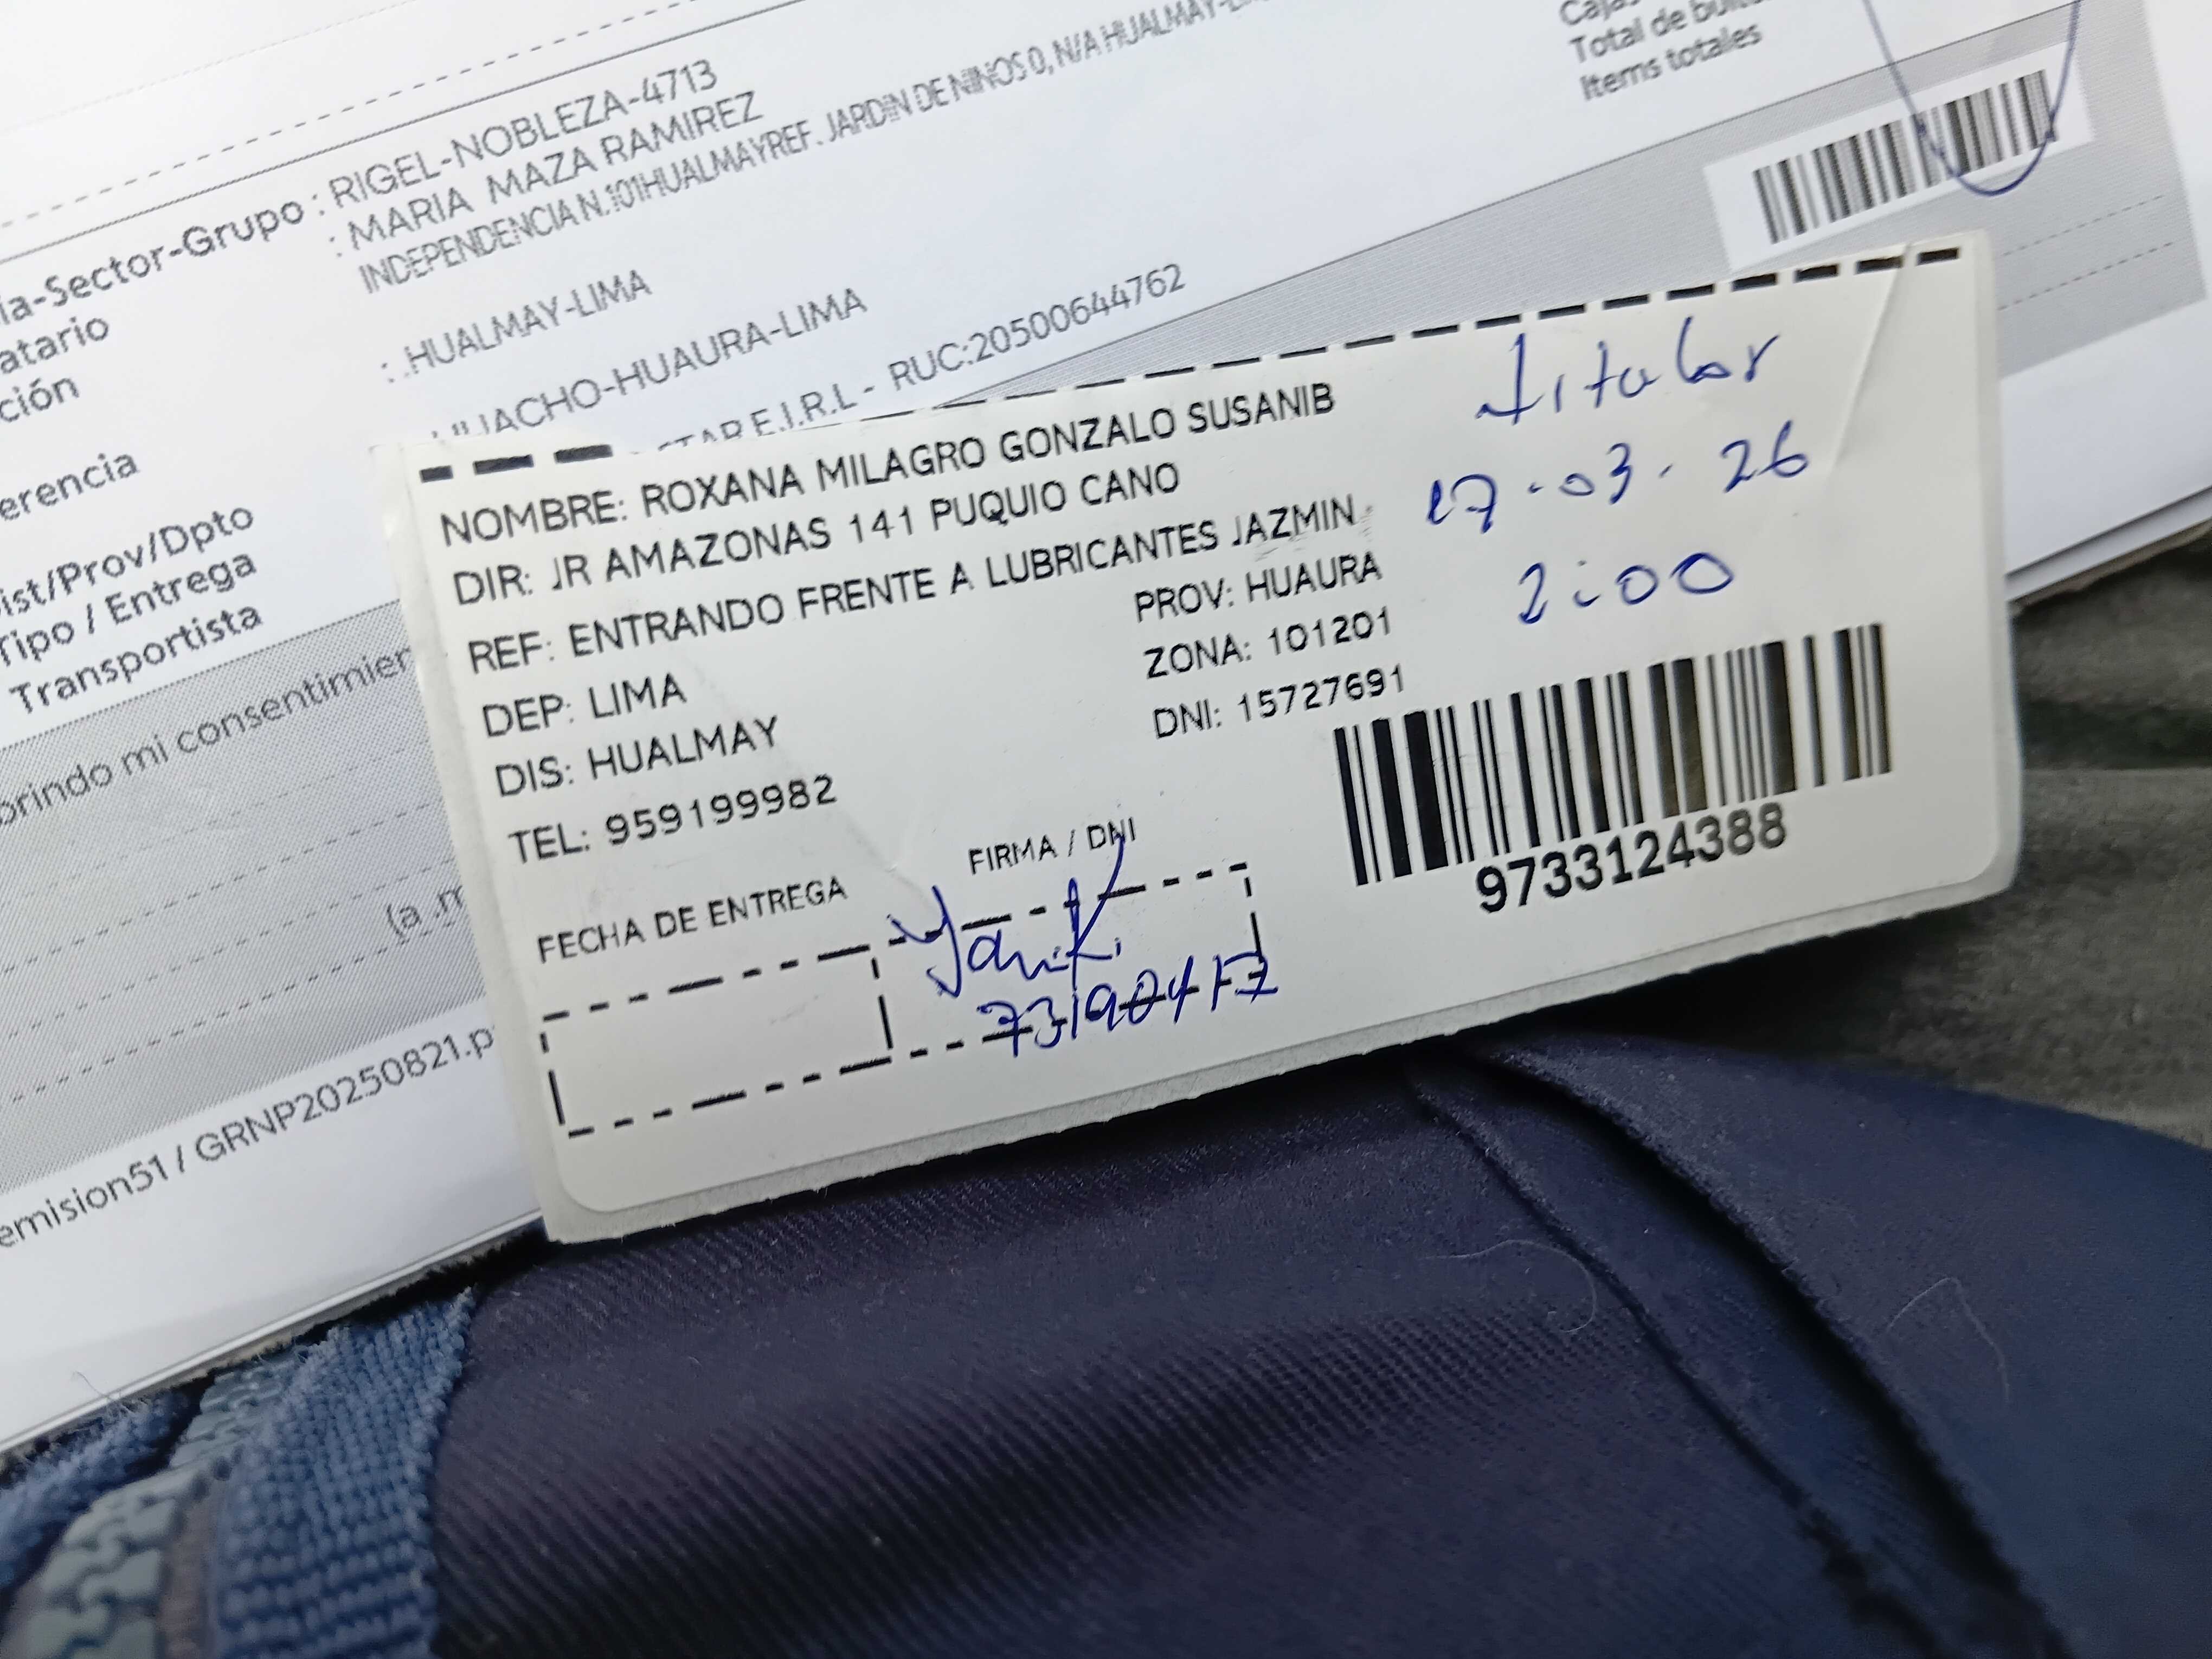 Cajas
Total de bultos
Items totales
ia-Sector-Grupo : RIGEL-NOBLEZA-4713
atario : MARIA MAZA RAMIREZ
ción INDEPENDENCIA N.101HUALMAYREF. JARDIN DE NINOS 0, N/A HUALMAY-LI
erencia : .HUALMAY-LIMA
ist/Prov/Dpto HUACHO-HUAURA-LIMA
Tipo / Entrega
Transportista STAR E.I.R.L - RUC:20500644762
brindo mi consentimien
(a .m
emision51 / GRNP20250821.p
NOMBRE: ROXANA MILAGRO GONZALO SUSANIB
DIR: JR AMAZONAS 141 PUQUIO CANO
REF: ENTRANDO FRENTE A LUBRICANTES JAZMIN
DEP: LIMA PROV: HUAURA
DIS: HUALMAY ZONA: 101201
TEL: 959199982 DNI: 15727691
titular
17-03-26
2:00
9733124388
FECHA DE ENTREGA FIRMA / DNI